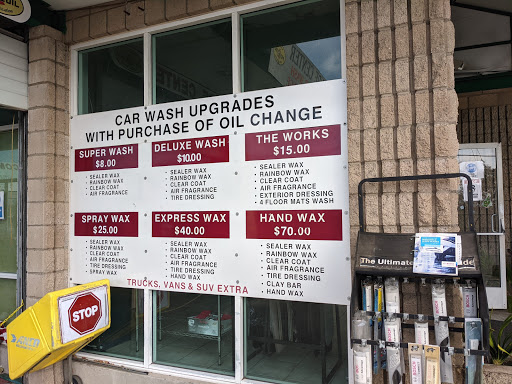 OIL
CAR WASH UPGRADES
WITH PURCHASE OF OIL CHANGE
SUPER WASH
$8.00
• SEALER WAX
• RAINBOW WAX
• CLEAR COAT
• AIR FRAGRANCE
DELUXE WASH
$10.00
• SEALER WAX
• RAINBOW WAX
• CLEAR COAT
• AIR FRAGRANCE
• TIRE DRESSING
THE WORKS
$15.00
• SEALER WAX
• RAINBOW WAX
• CLEAR COAT
• AIR FRAGRANCE
• EXTERIOR DRESSING
• 4 FLOOR MATS WASH
SPRAY WAX
$25.00
• SEALER WAX
• RAINBOW WAX
• CLEAR COAT
• AIR FRAGRANCE
• TIRE DRESSING
• SPRAY WAX
EXPRESS WAX
$40.00
• SEALER WAX
• RAINBOW WAX
• CLEAR COAT
• AIR FRAGRANCE
• TIRE DRESSING
• HAND WAX
HAND WAX
$70.00
• SEALER WAX
• RAINBOW WAX
• CLEAR COAT
• AIR FRAGRANCE
• TIRE DRESSING
• CLAY BAR
• HAND WAX
TRUCKS, VANS & SUV EXTRA
STOP
The Ultimate